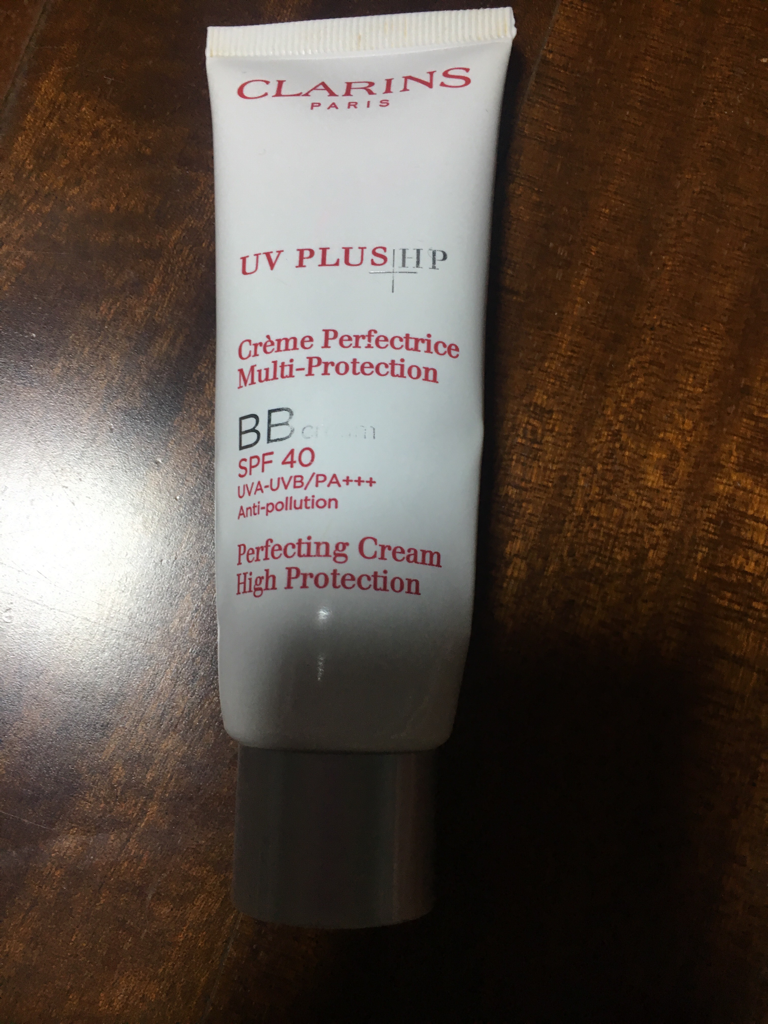 CLARINS
PARIS
UV PLUS HP
Crème Perfectrice
Multi-Protection
BB cream
SPF 40
UVA-UVB/PA+++
Anti-pollution
Perfecting Cream
High Protection